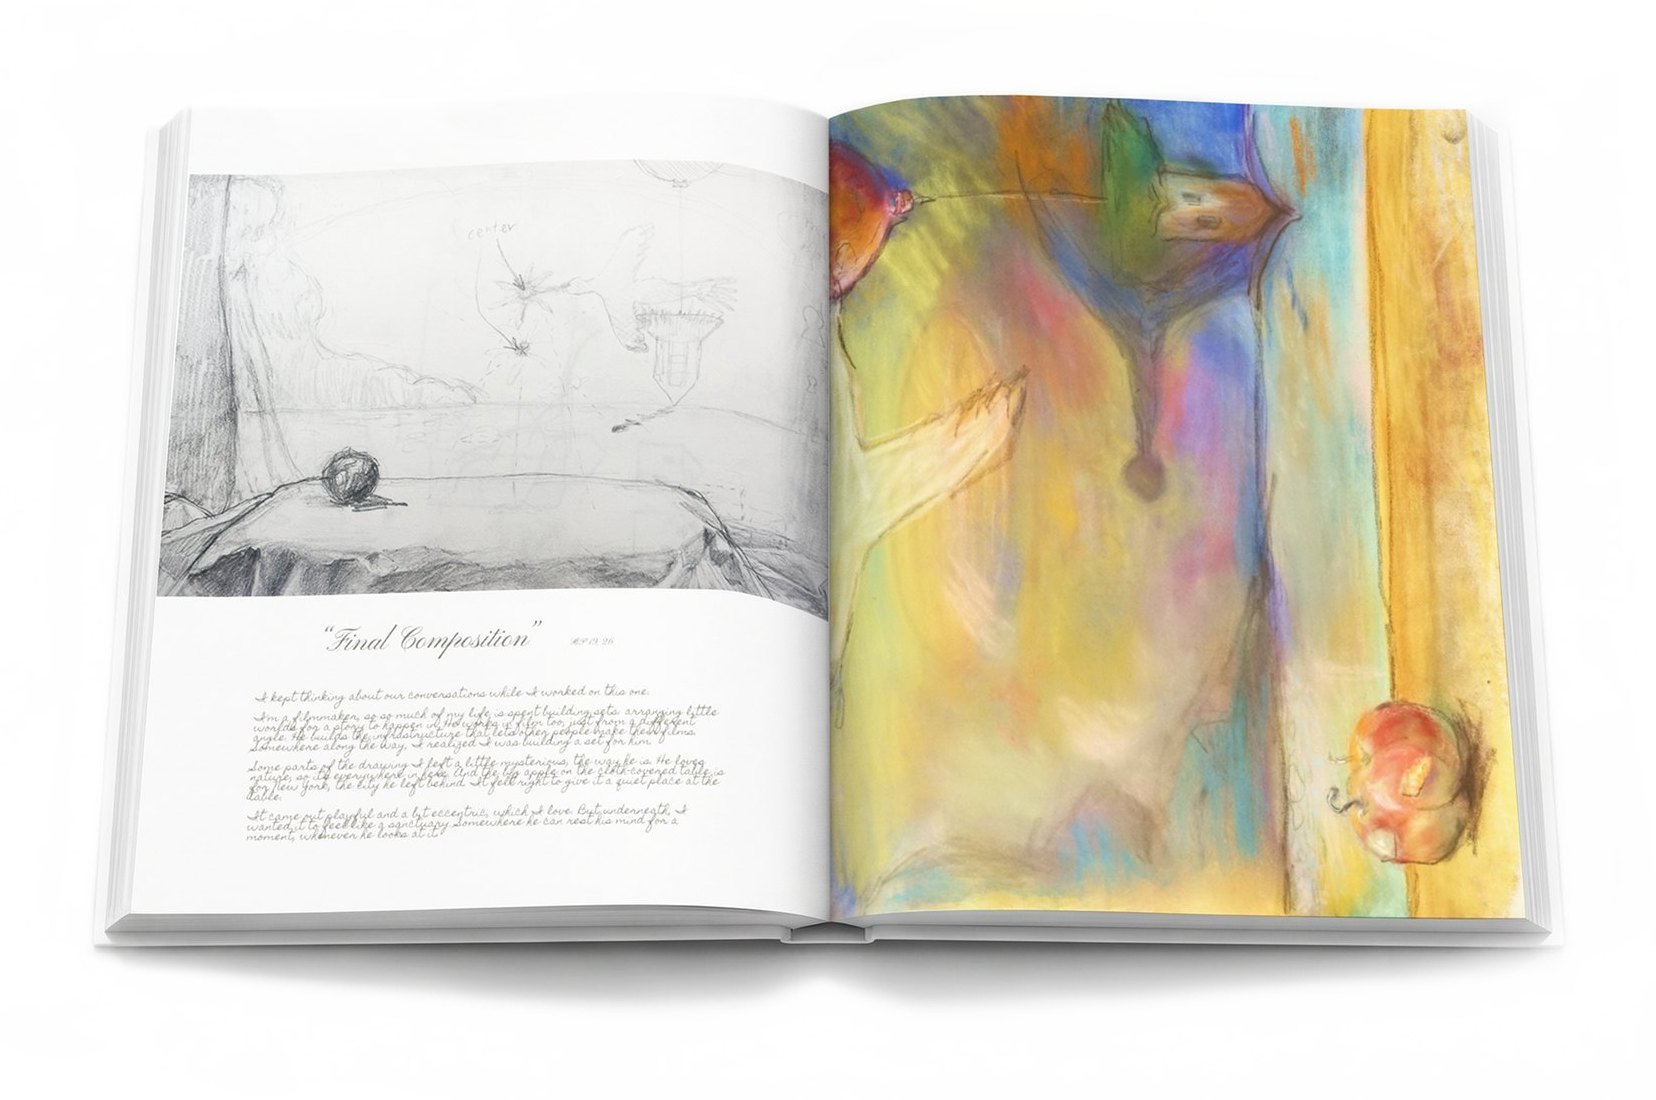 center
"Final Composition"
I kept thinking about our conversations while I worked on this one.
I'm a filmmaker, so so much of my life is spent building sets: arranging little
worlds for a story to happen in. He works in film too, just from a different
angle. He builds the infrastructure that lets other people make their films.
Somewhere along the way, I realized I was building a set for him.
Some parts of the drawing I left a little mysterious, the way he is. He loves
nature, so it's everywhere in here. And the big apple on the cloth-covered table is
for New York, the city he left behind. It felt right to give it a quiet place at the
table.
It came out playful and a bit eccentric, which I love. But underneath, I
wanted it to feel like a sanctuary. Somewhere he can rest his mind for a
moment, whenever he looks at it.